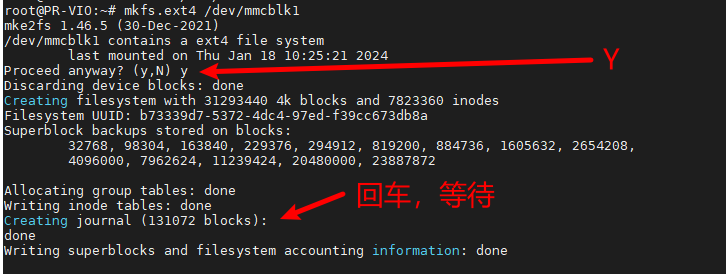 root@PR-VIO:~# mkfs.ext4 /dev/mmcblk1
mke2fs 1.46.5 (30-Dec-2021)
/dev/mmcblk1 contains a ext4 file system
        last mounted on Thu Jan 18 10:25:21 2024
Proceed anyway? (y,N) y
Y
Discarding device blocks: done
Creating filesystem with 31293440 4k blocks and 7823360 inodes
Filesystem UUID: b73339d7-5372-4dc4-97ed-f39cc673db8a
Superblock backups stored on blocks:
        32768, 98304, 163840, 229376, 294912, 819200, 884736, 1605632, 2654208,
        4096000, 7962624, 11239424, 20480000, 23887872
Allocating group tables: done
回车，等待
Writing inode tables: done
Creating journal (131072 blocks):
done
Writing superblocks and filesystem accounting information: done